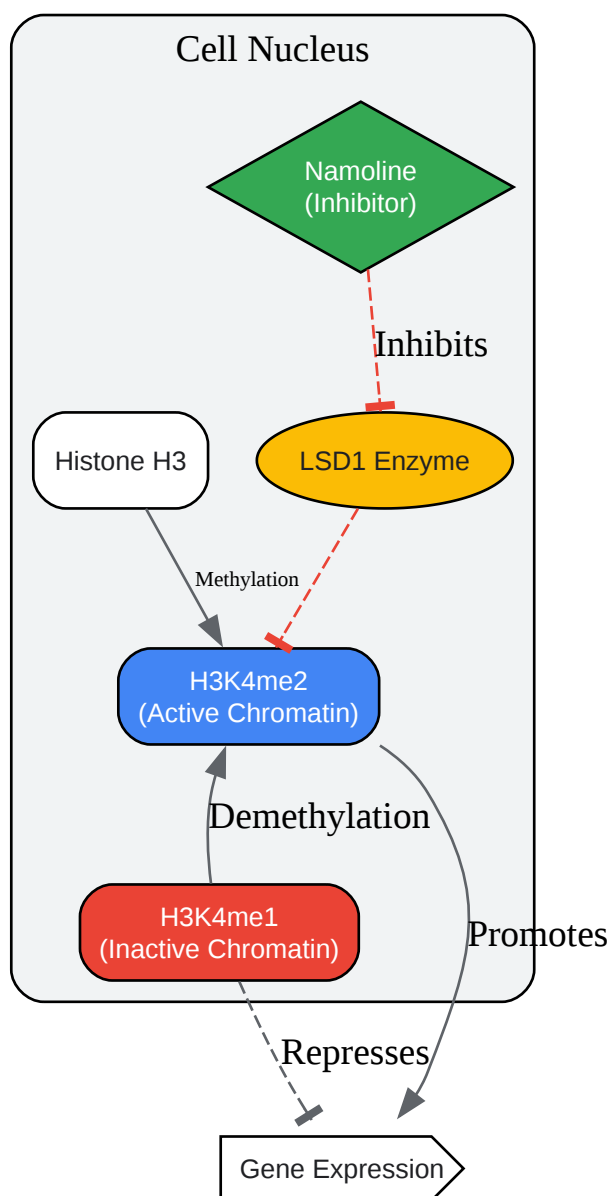 Cell Nucleus
Namoline
(Inhibitor)
Inhibits
Histone H3
LSD1 Enzyme
Methylation
H3K4me2
(Active Chromatin)
Demethylation
H3K4me1
(Inactive Chromatin)
Promotes
Represses
Gene Expression